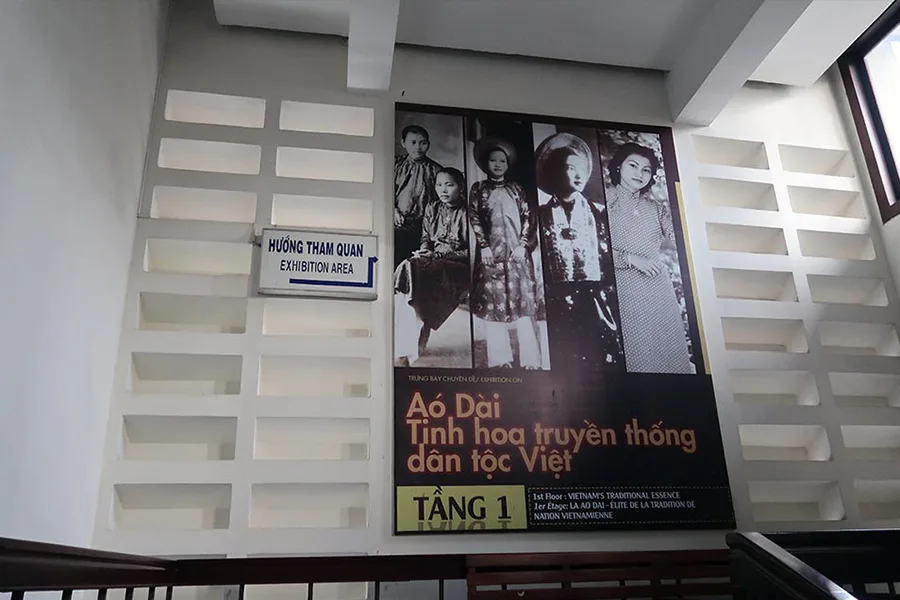 HƯỚNG THAM QUAN
EXHIBITION AREA
TRƯNG BÀY CHUYÊN ĐỀ/ EXHIBITION ON
Aó Dài
Tinh hoa truyền thống
dân tộc Việt
TẦNG 1
1st Floor : VIETNAM'S TRADITIONAL ESSENCE
1er Étage: LA AO DAI - ÉLITE DE LA TRADITION DE
NATION VIETNAMIENNE